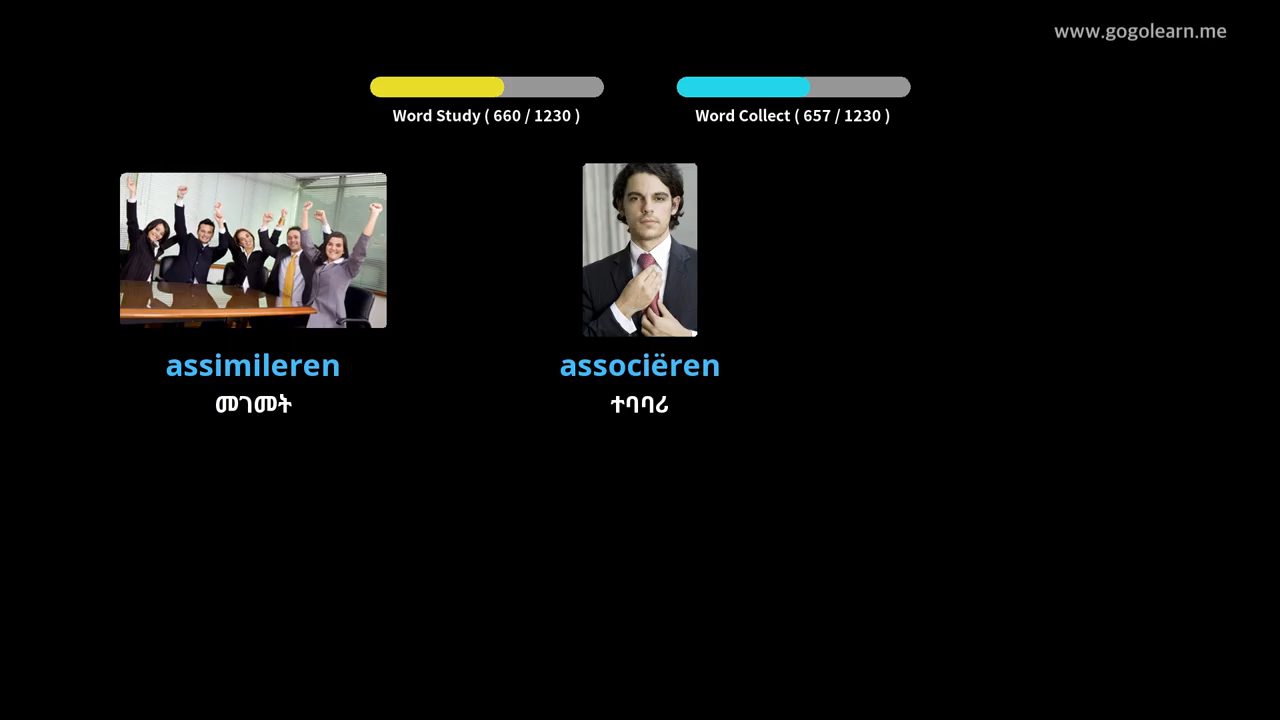 www.gogolearn.me
Word Study ( 660 / 1230 )
Word Collect ( 657 / 1230 )
assimileren
መገመት
associëren
ተባባሪ